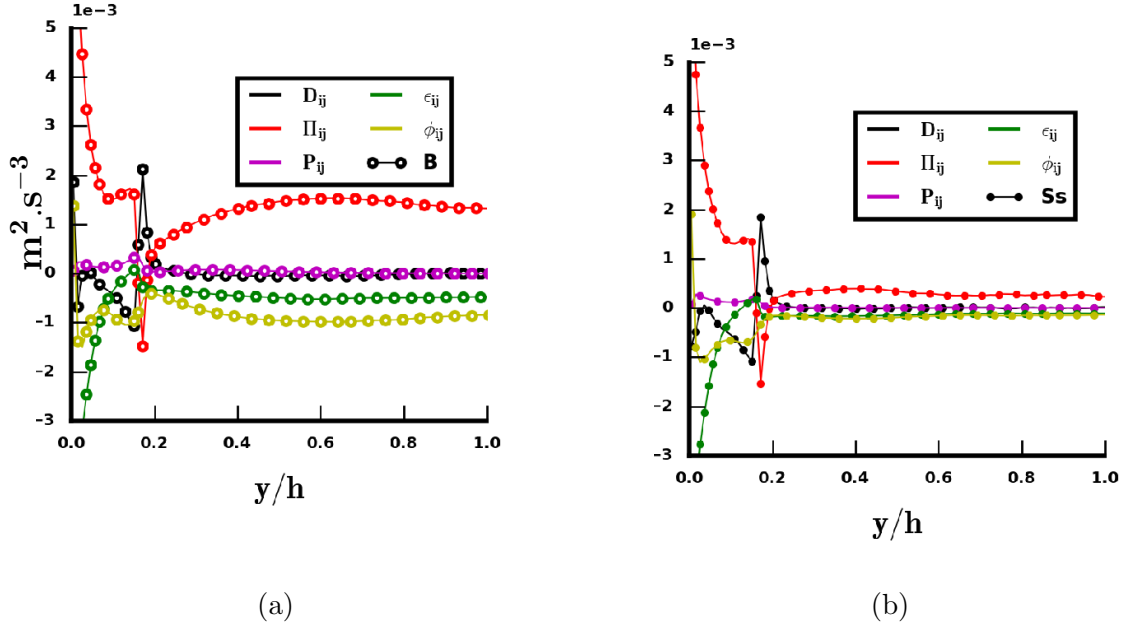 1e−3
5
4
3
2
1
0
-1
-2
-3
m².s⁻³
D_ij
Π_ij
P_ij
ϵ_ij
ϕ_ij
B
0.0 0.2 0.4 0.6 0.8 1.0
y/h
(a)
1e−3
5
4
3
2
1
0
-1
-2
-3
D_ij
Π_ij
P_ij
ϵ_ij
ϕ_ij
Ss
0.0 0.2 0.4 0.6 0.8 1.0
y/h
(b)